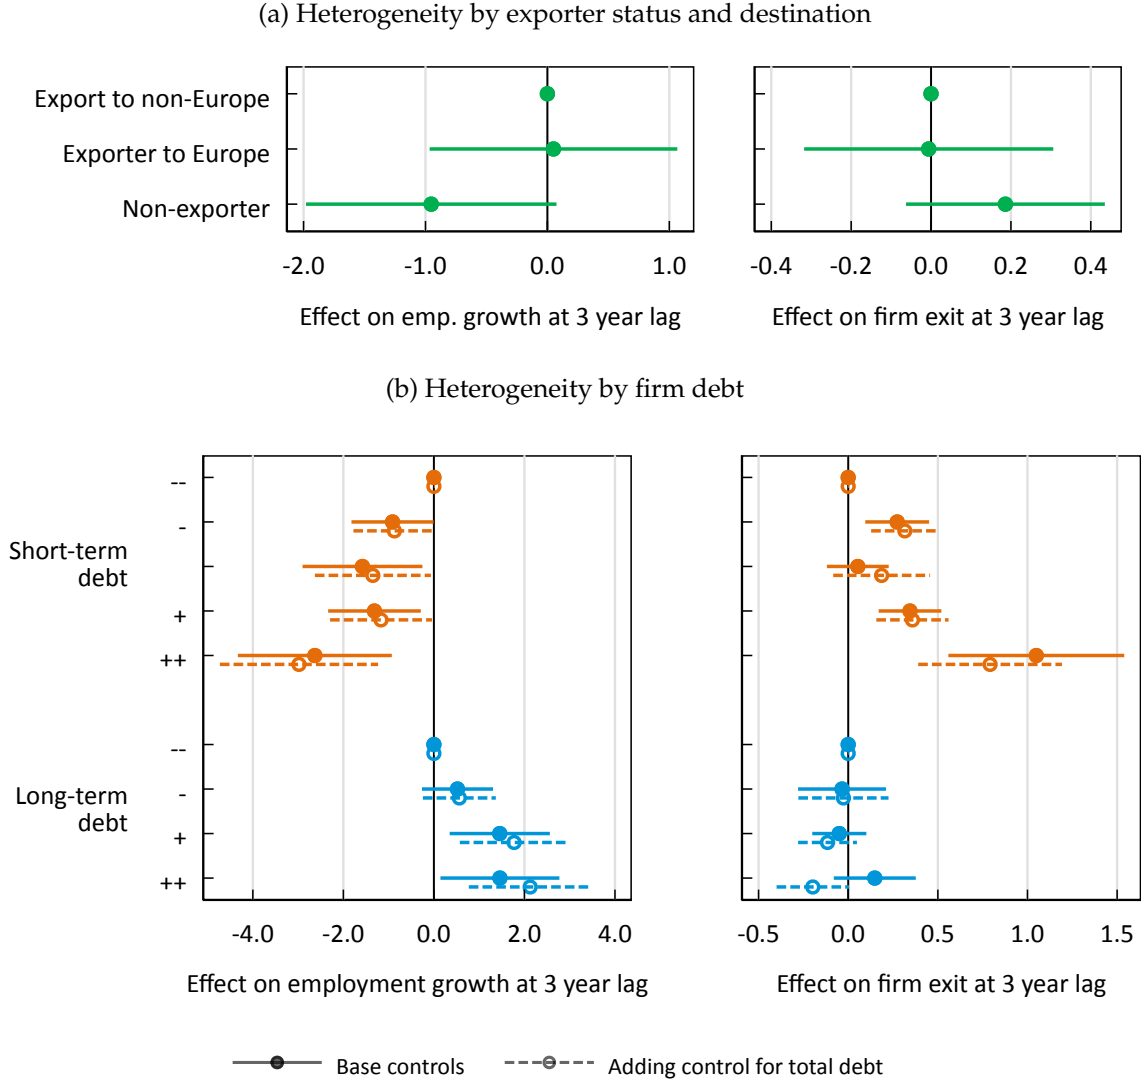 (a) Heterogeneity by exporter status and destination
Export to non-Europe
Exporter to Europe
Non-exporter
-2.0 -1.0 0.0 1.0
-0.4 -0.2 0.0 0.2 0.4
Effect on emp. growth at 3 year lag
Effect on firm exit at 3 year lag
(b) Heterogeneity by firm debt
--
-
Short-term
debt
+
++
--
-
Long-term
debt
+
++
-4.0 -2.0 0.0 2.0 4.0
-0.5 0.0 0.5 1.0 1.5
Effect on employment growth at 3 year lag
Effect on firm exit at 3 year lag
Base controls
Adding control for total debt